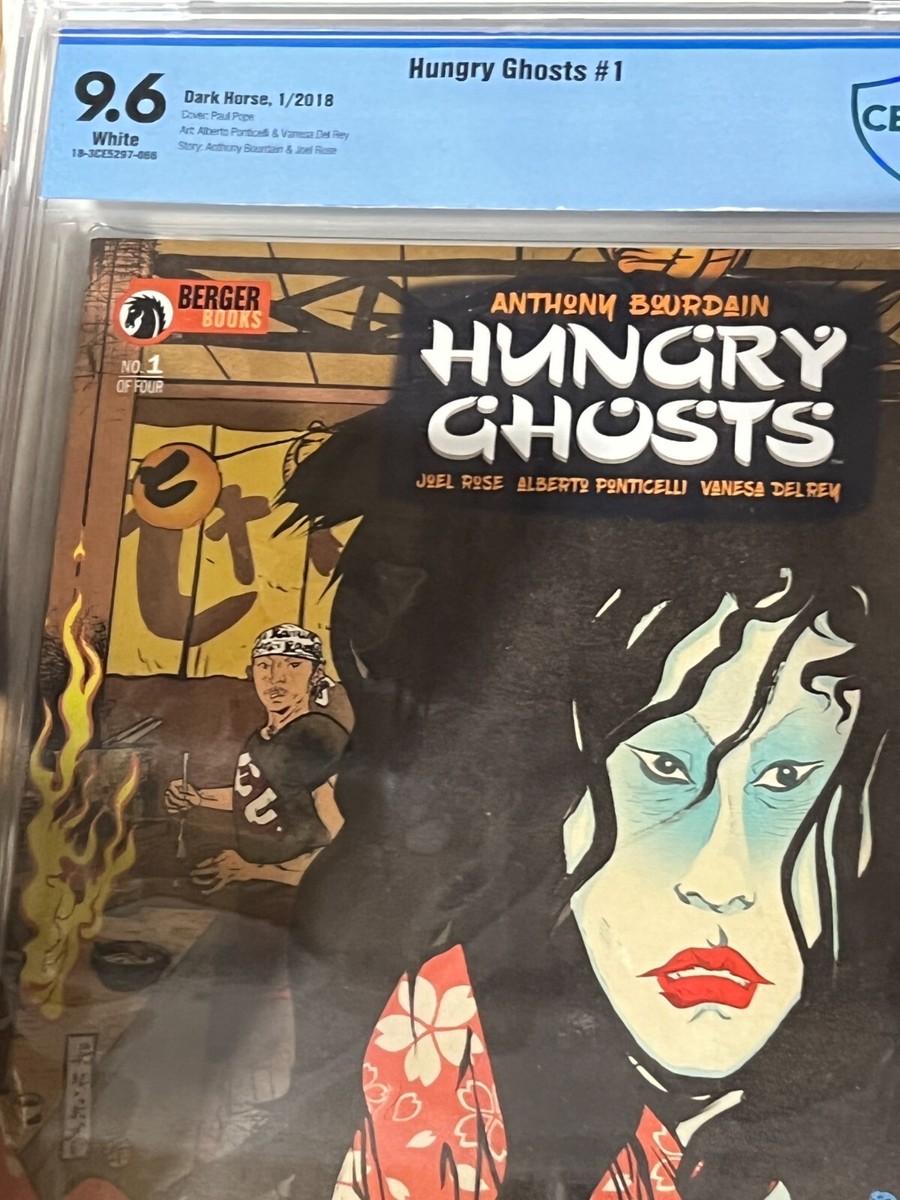 Hungry Ghosts #1
9.6
White
18-3CE5297-066
Dark Horse, 1/2018
Cover: Paul Pope
Art: Alberto Ponticelli & Vanesa Del Rey
Story: Anthony Bourdain & Joel Rose
BERGER
BOOKS
NO. 1
OF FOUR
ANTHONY BOURDAIN
HUNGRY
GHOSTS
JOEL ROSE ALBERTO PONTICELLI VANESA DEL REY